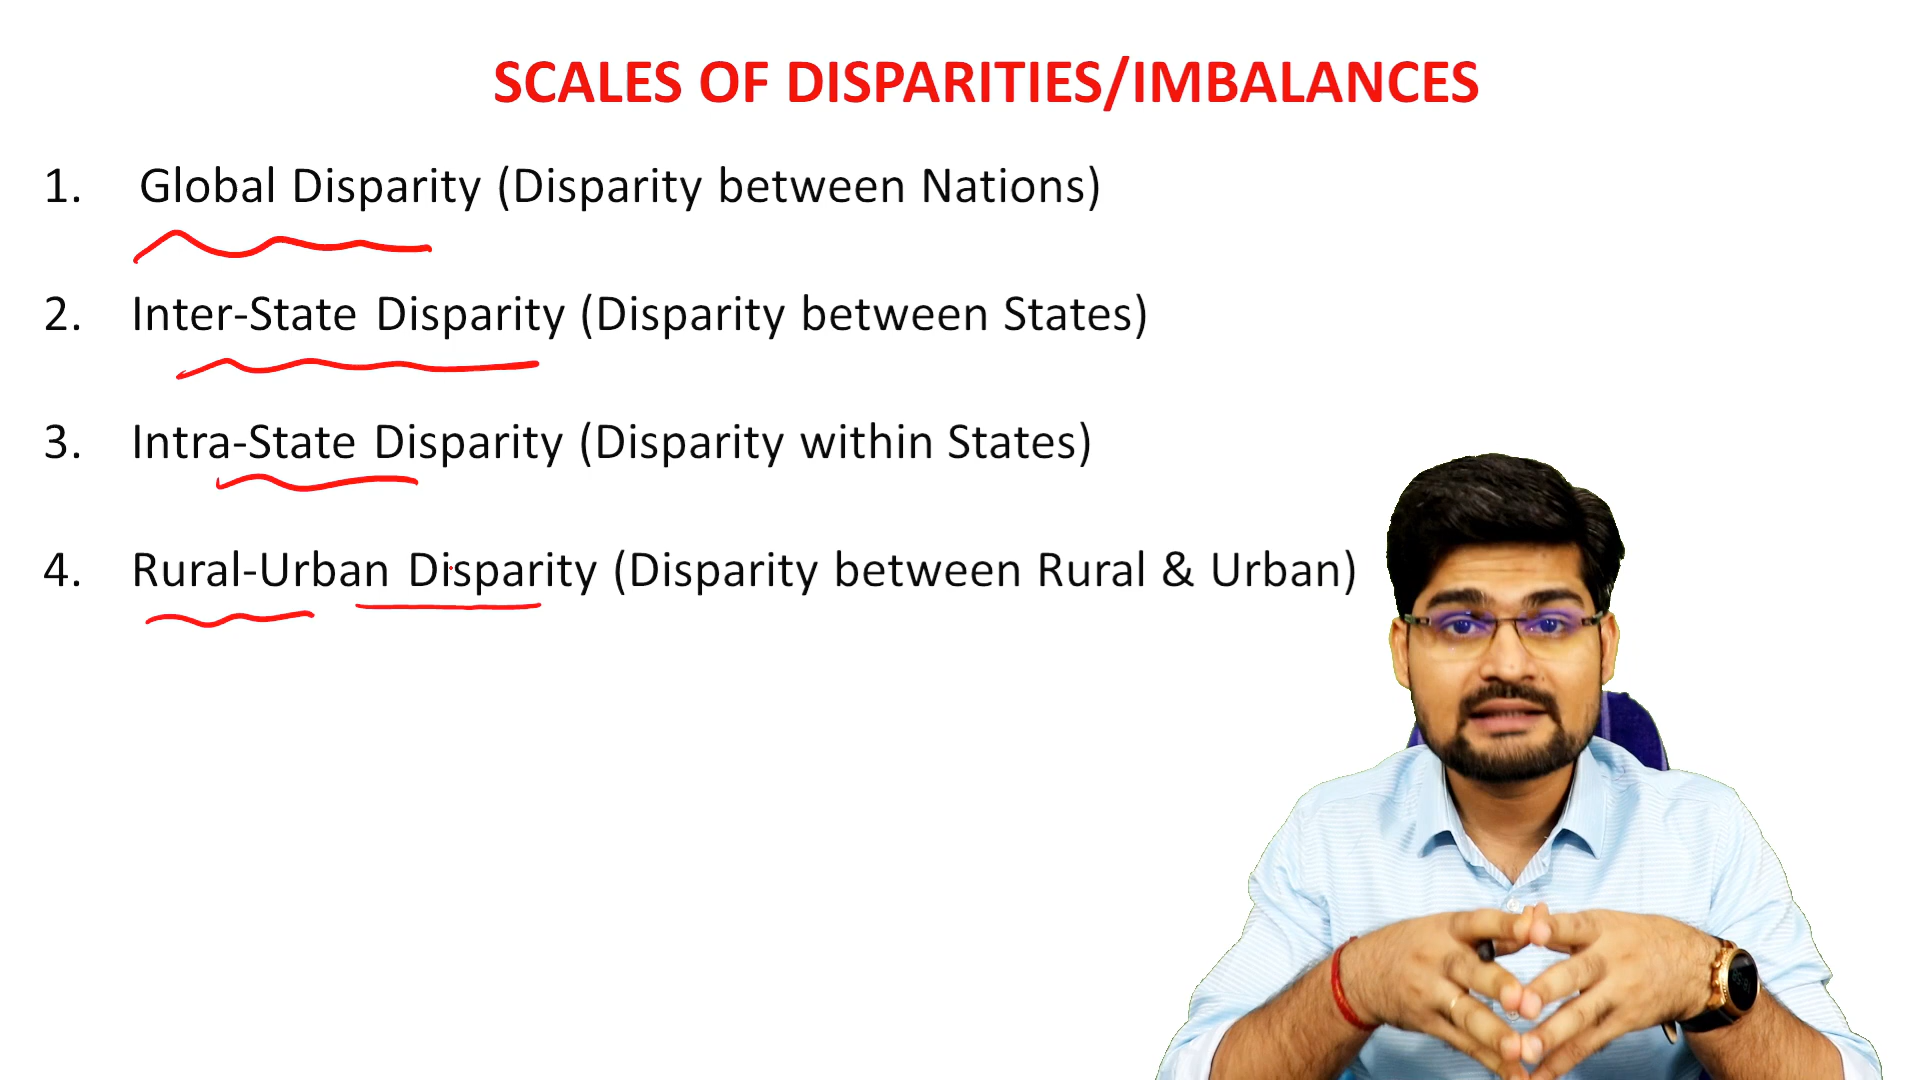 SCALES OF DISPARITIES/IMBALANCES
1. Global Disparity (Disparity between Nations)
2. Inter-State Disparity (Disparity between States)
3. Intra-State Disparity (Disparity within States)
4. Rural-Urban Disparity (Disparity between Rural & Urban)